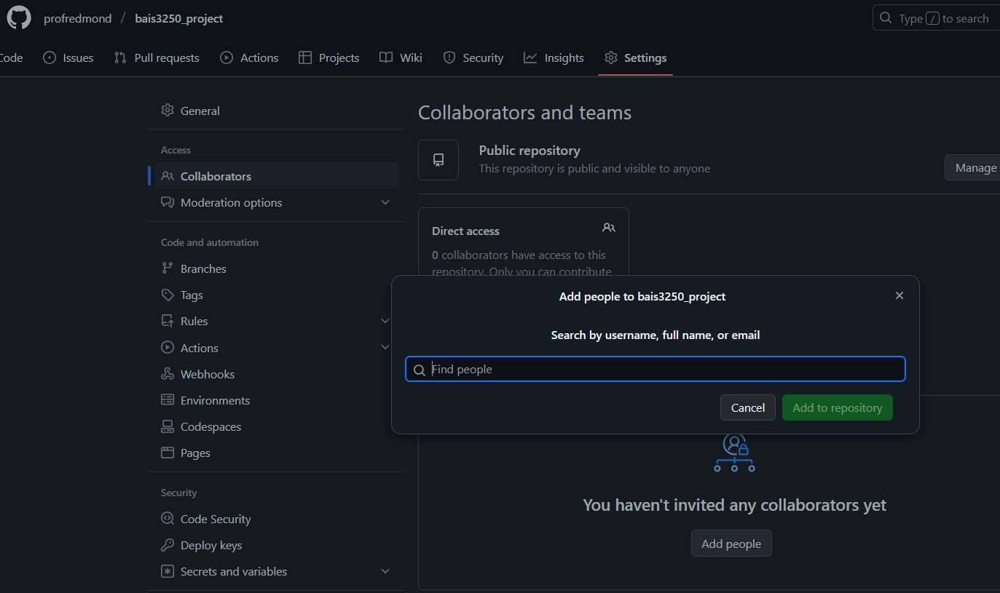 profredmond / bais3250_project
Type / to search
Code
Issues
Pull requests
Actions
Projects
Wiki
Security
Insights
Settings
General
Access
Collaborators
Moderation options
Code and automation
Branches
Tags
Rules
Actions
Webhooks
Environments
Codespaces
Pages
Security
Code Security
Deploy keys
Secrets and variables
Collaborators and teams
Public repository
This repository is public and visible to anyone
Manage
Direct access
0 collaborators have access to this
repository. Only you can contribute
Add people to bais3250_project
Search by username, full name, or email
Find people
Cancel
Add to repository
You haven't invited any collaborators yet
Add people